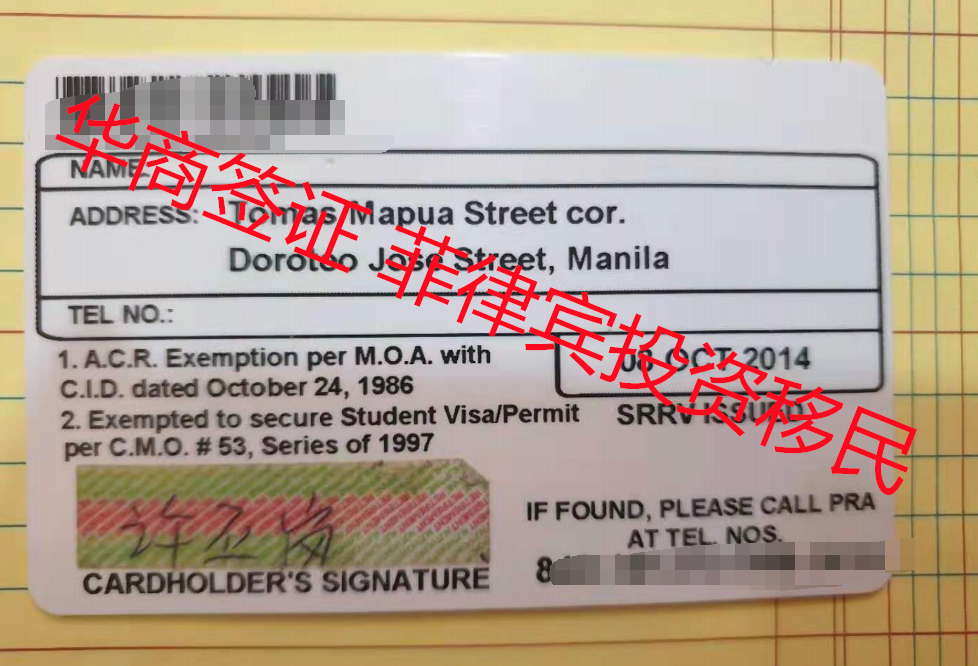 NAME:
ADDRESS: Tomas Mapua Street cor.
Doroteo Jose Street, Manila
TEL NO.:
1. A.C.R. Exemption per M.O.A. with
C.I.D. dated October 24, 1986
2. Exempted to secure Student Visa/Permit
per C.M.O. # 53, Series of 1997
08 OCT 2014
SRRV ISSUED
IF FOUND, PLEASE CALL PRA
AT TEL. NOS.
8
CARDHOLDER'S SIGNATURE
华商签证 菲律宾投资移民